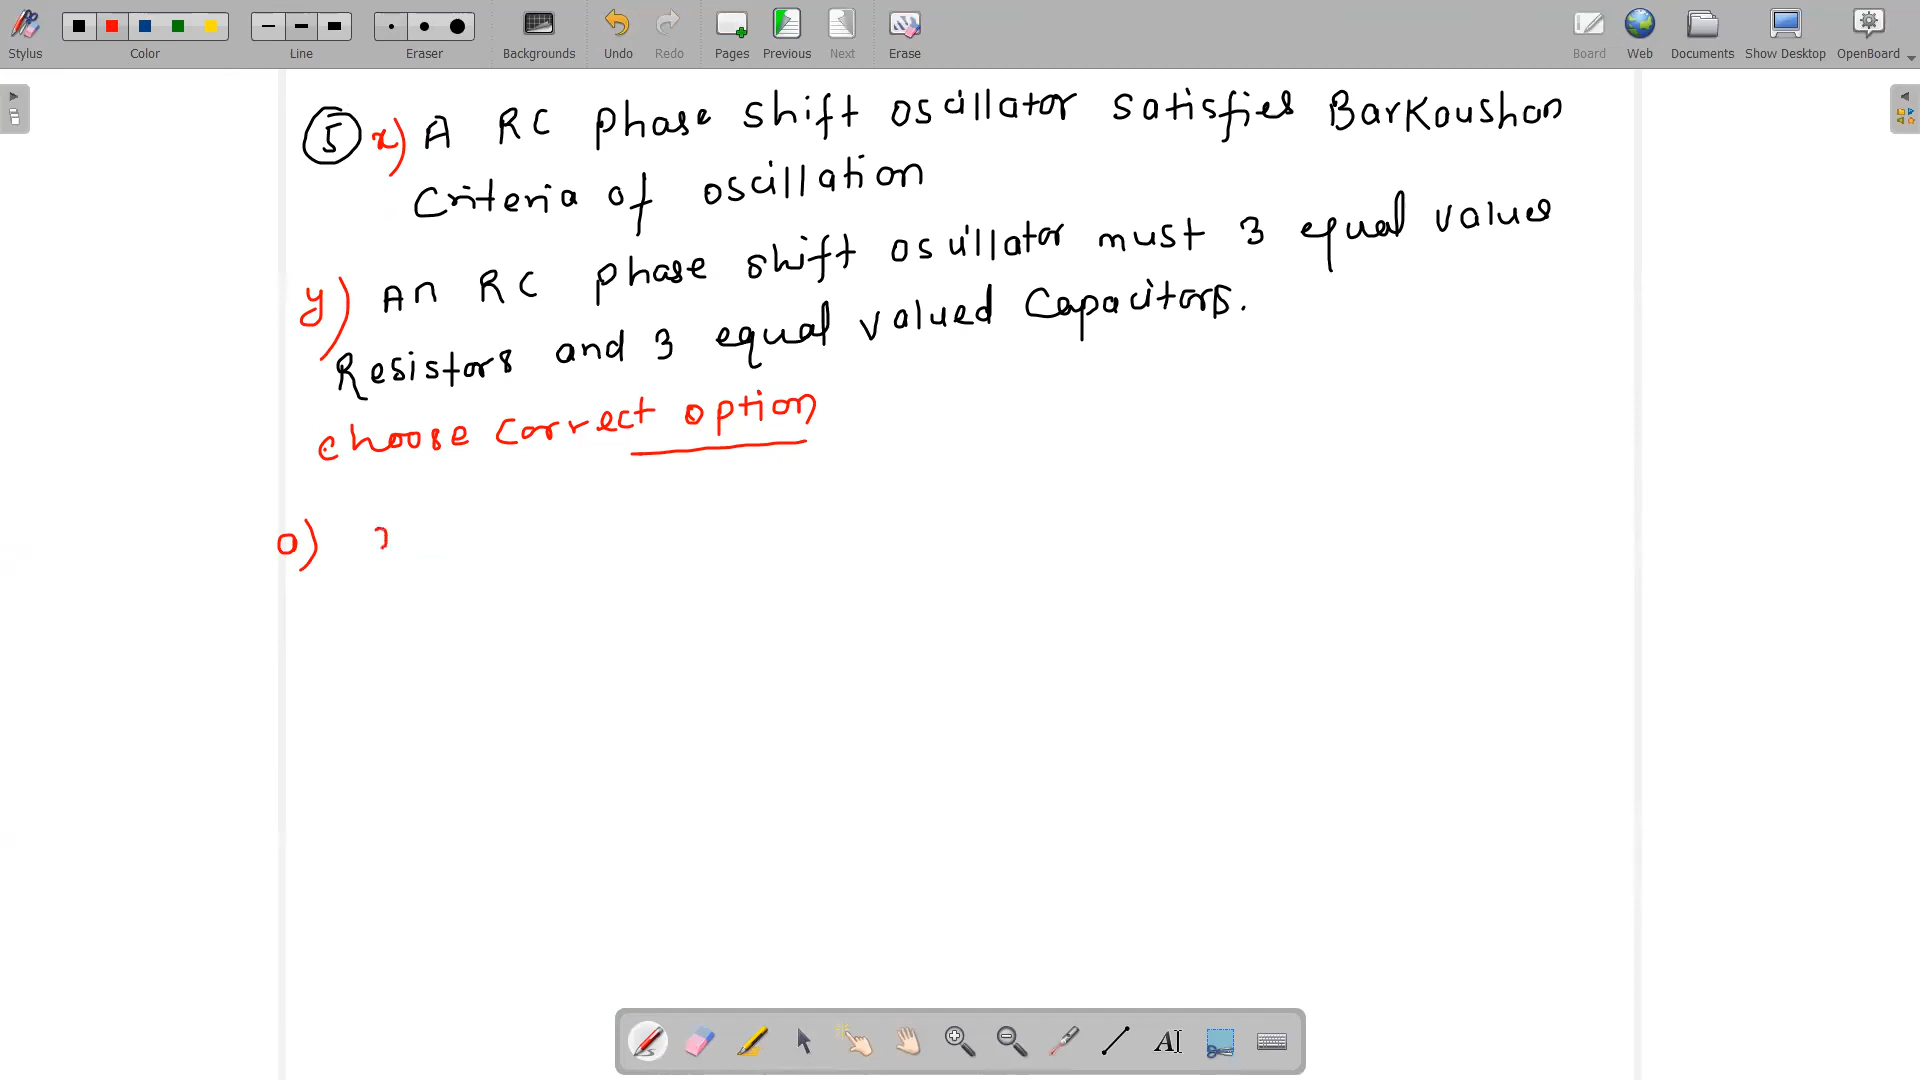 Stylus Color Line Eraser Backgrounds Undo Redo Pages Previous Next Erase Board Web Documents Show Desktop OpenBoard
5 x) A RC phase shift oscillator satisfies Barkoushon
Criteria of oscillation
y) An RC phase shift oscillator must 3 equal value
Resistors and 3 equal valued Capacitors.
choose correct option
a)